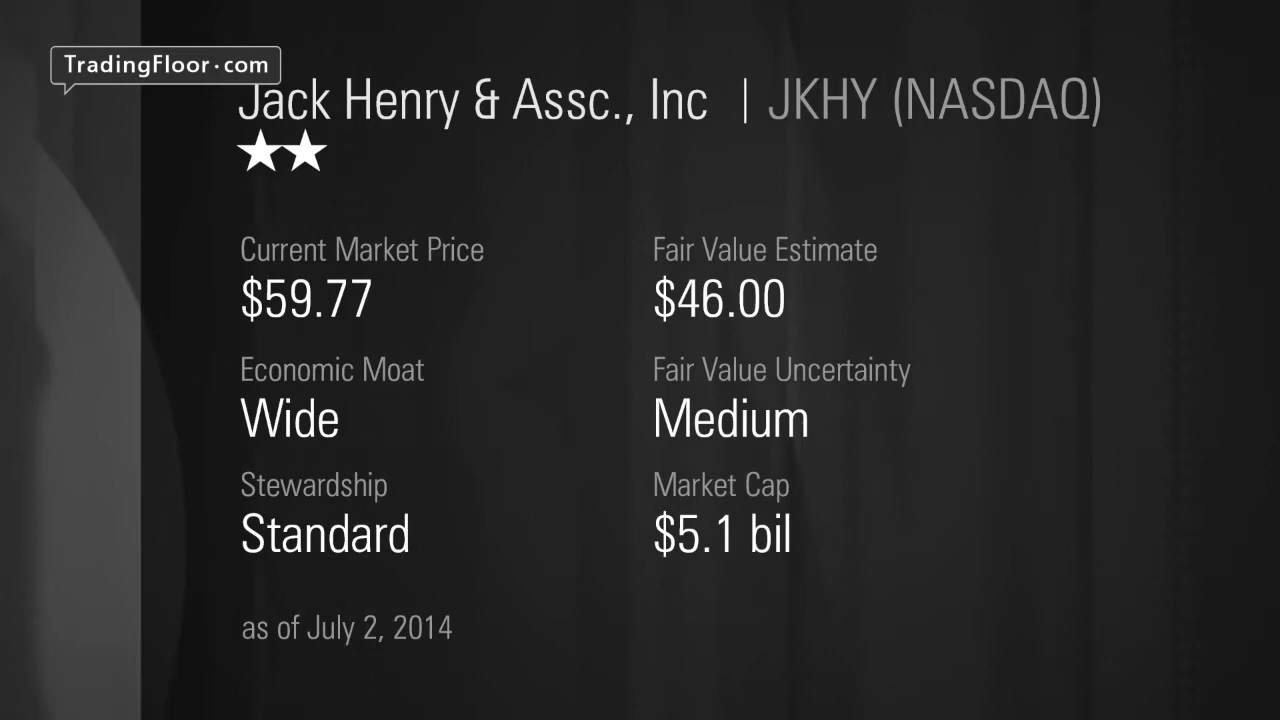 TradingFloor·com
Jack Henry & Assc., Inc | JKHY (NASDAQ)
Current Market Price
Fair Value Estimate
$59.77
$46.00
Economic Moat
Fair Value Uncertainty
Wide
Medium
Stewardship
Market Cap
Standard
$5.1 bil
as of July 2, 2014